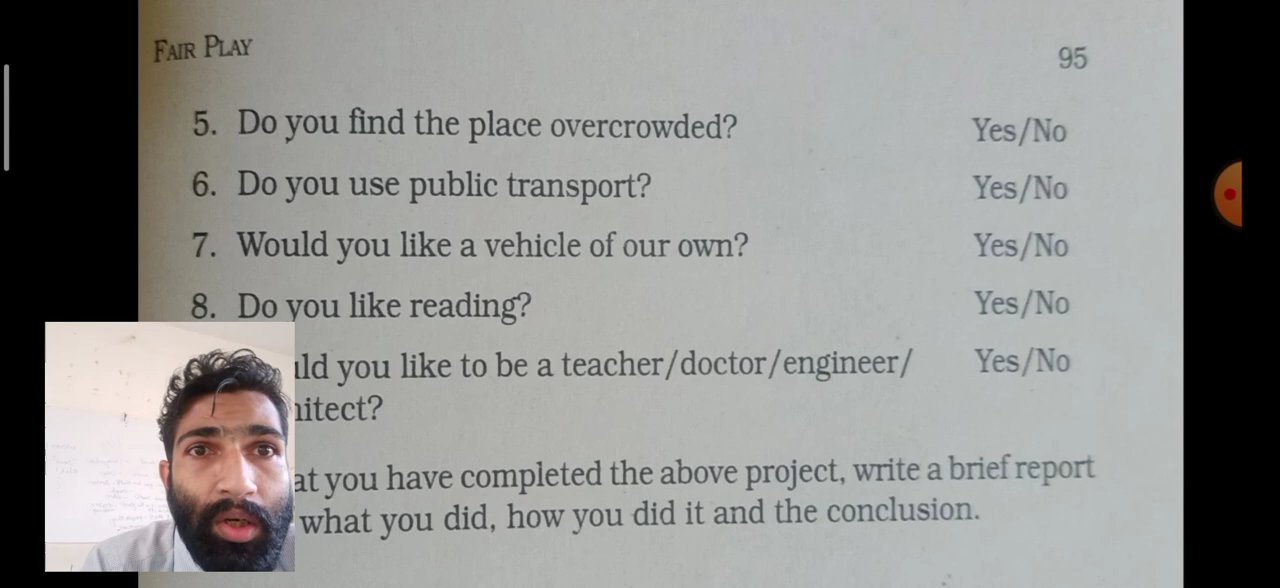 FAIR PLAY 95
5. Do you find the place overcrowded? Yes/No
6. Do you use public transport? Yes/No
7. Would you like a vehicle of our own? Yes/No
8. Do you like reading? Yes/No
you like to be a teacher/doctor/engineer/ Yes/No
you have completed the above project, write a brief report
what you did, how you did it and the conclusion.